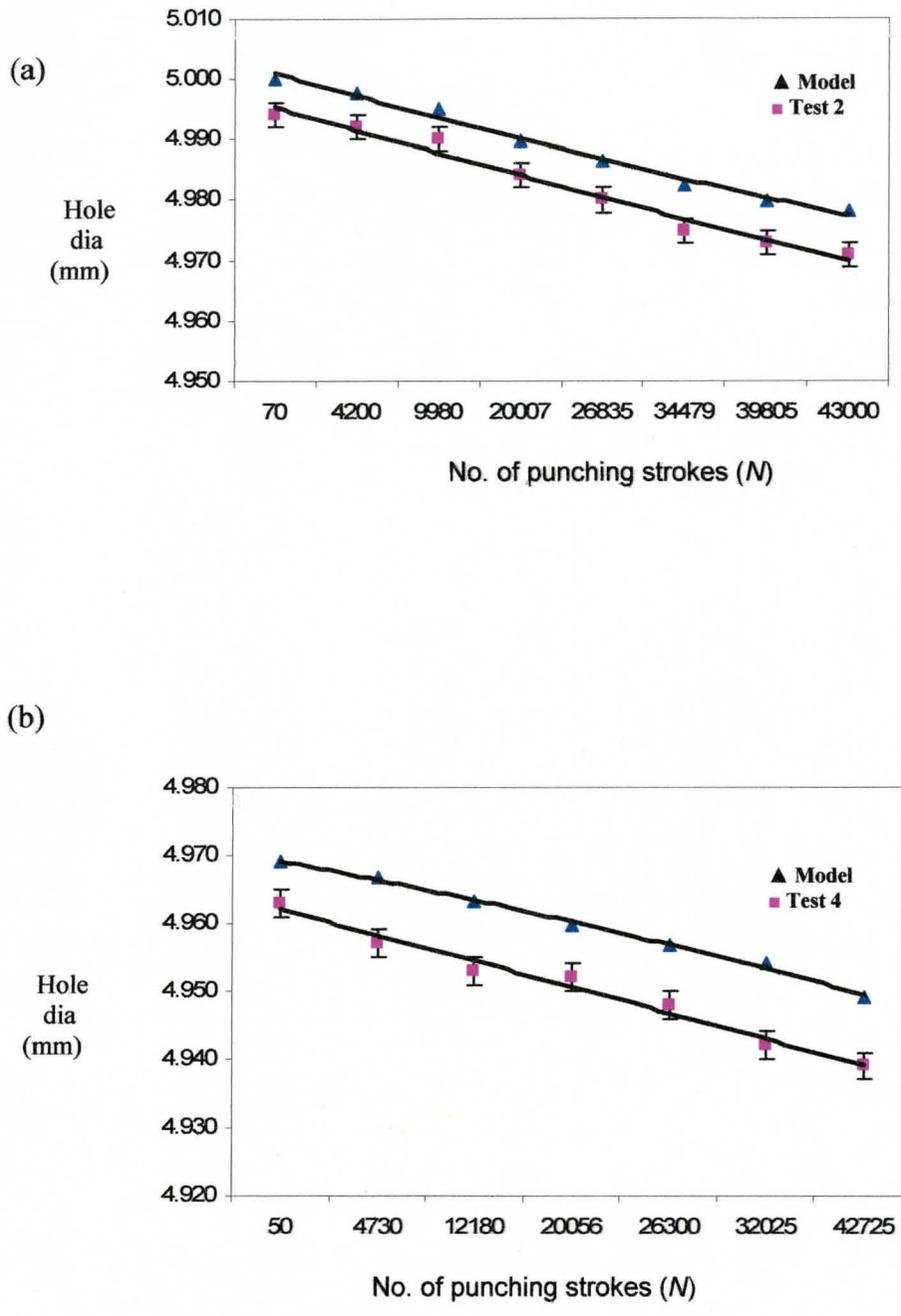 (a)
5.010
5.000
4.990
4.980
4.970
4.960
4.950
Hole
dia
(mm)
Model
Test 2
70 4200 9980 20007 26835 34479 39805 43000
No. of punching strokes (N)
(b)
4.980
4.970
4.960
4.950
4.940
4.930
4.920
Hole
dia
(mm)
Model
Test 4
50 4730 12180 20056 26300 32025 42725
No. of punching strokes (N)